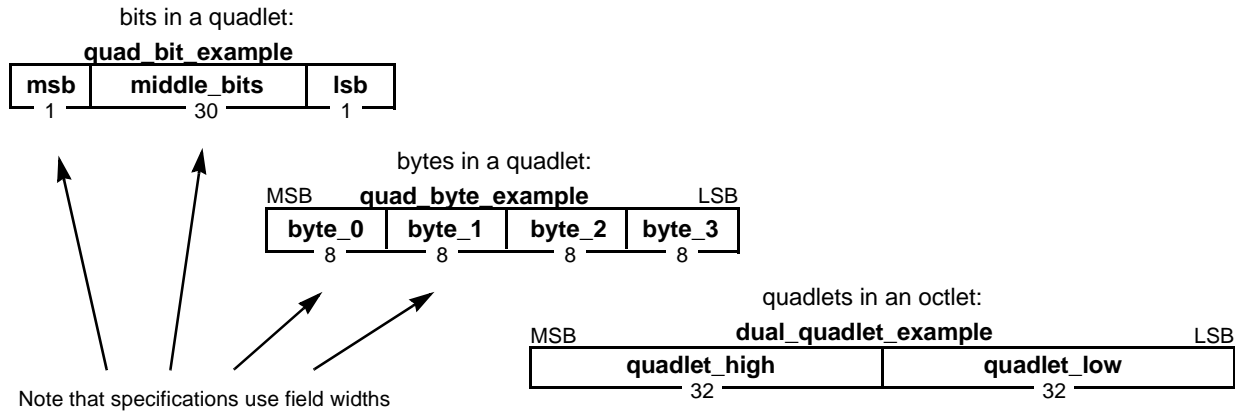 bits in a quadlet:
quad_bit_example
msb middle_bits lsb
1 30 1
bytes in a quadlet:
MSB quad_byte_example LSB
byte_0 byte_1 byte_2 byte_3
8 8 8 8
quadlets in an octlet:
MSB dual_quadlet_example LSB
quadlet_high quadlet_low
32 32
Note that specifications use field widths